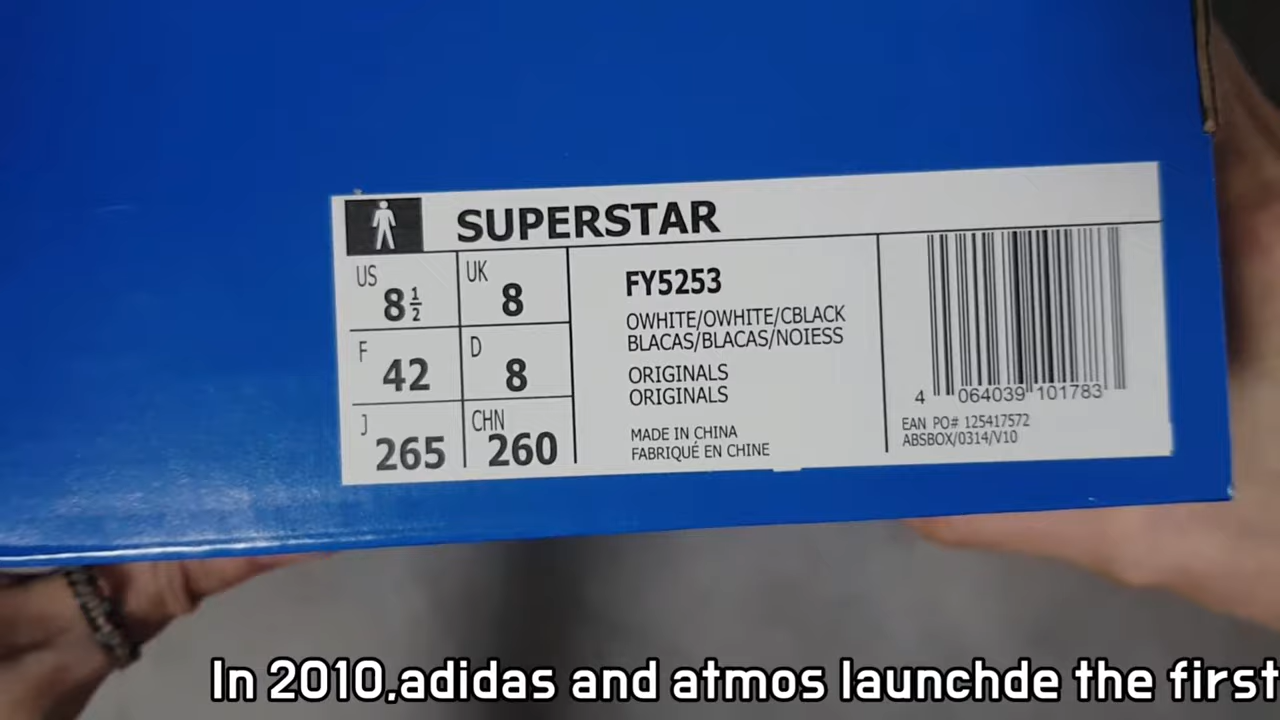 SUPERSTAR
US
8½
UK
8
F
42
D
8
J
265
CHN
260
FY5253
OWHITE/OWHITE/CBLACK
BLACAS/BLACAS/NOIESS
ORIGINALS
ORIGINALS
MADE IN CHINA
FABRIQUÉ EN CHINE
4 064039 101783
EAN PO# 125417572
ABSBOX/0314/V10
In 2010,adidas and atmos launchde the first